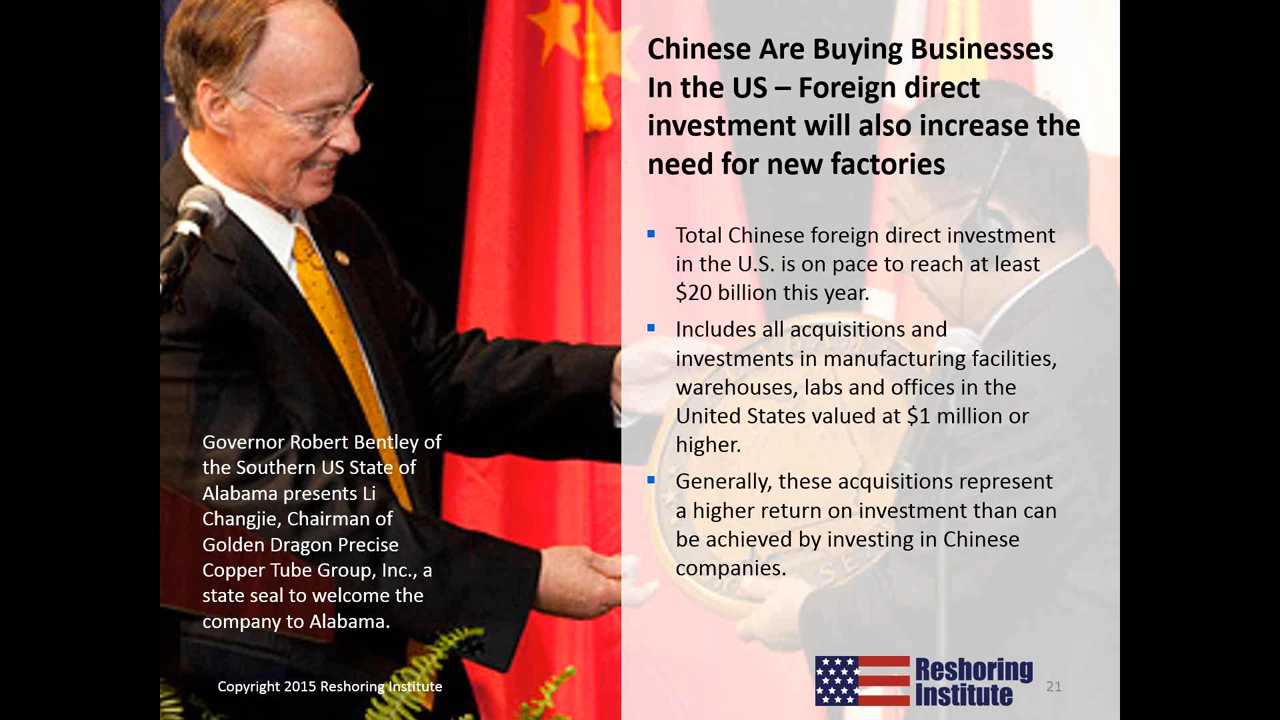 Chinese Are Buying Businesses
In the US – Foreign direct
investment will also increase the
need for new factories
▪ Total Chinese foreign direct investment
in the U.S. is on pace to reach at least
$20 billion this year.
▪ Includes all acquisitions and
investments in manufacturing facilities,
warehouses, labs and offices in the
United States valued at $1 million or
higher.
▪ Generally, these acquisitions represent
a higher return on investment than can
be achieved by investing in Chinese
companies.
Governor Robert Bentley of
the Southern US State of
Alabama presents Li
Changjie, Chairman of
Golden Dragon Precise
Copper Tube Group, Inc., a
state seal to welcome the
company to Alabama.
Copyright 2015 Reshoring Institute
Reshoring
Institute
21